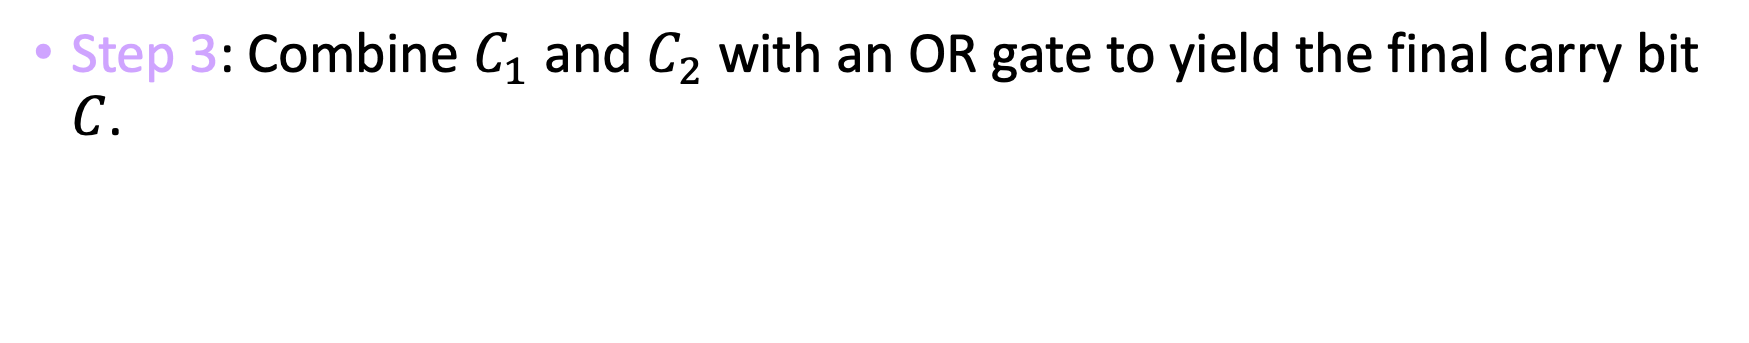 • Step 3: Combine C₁ and C₂ with an OR gate to yield the final carry bit
C.